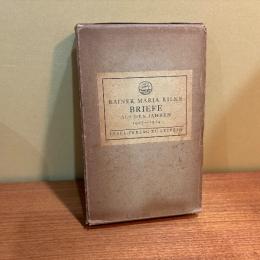 RAINER MARIA RILKE
BRIEFE
AUS DEN JAHREN
INSEL-VERLAG ZU LEIPZIG